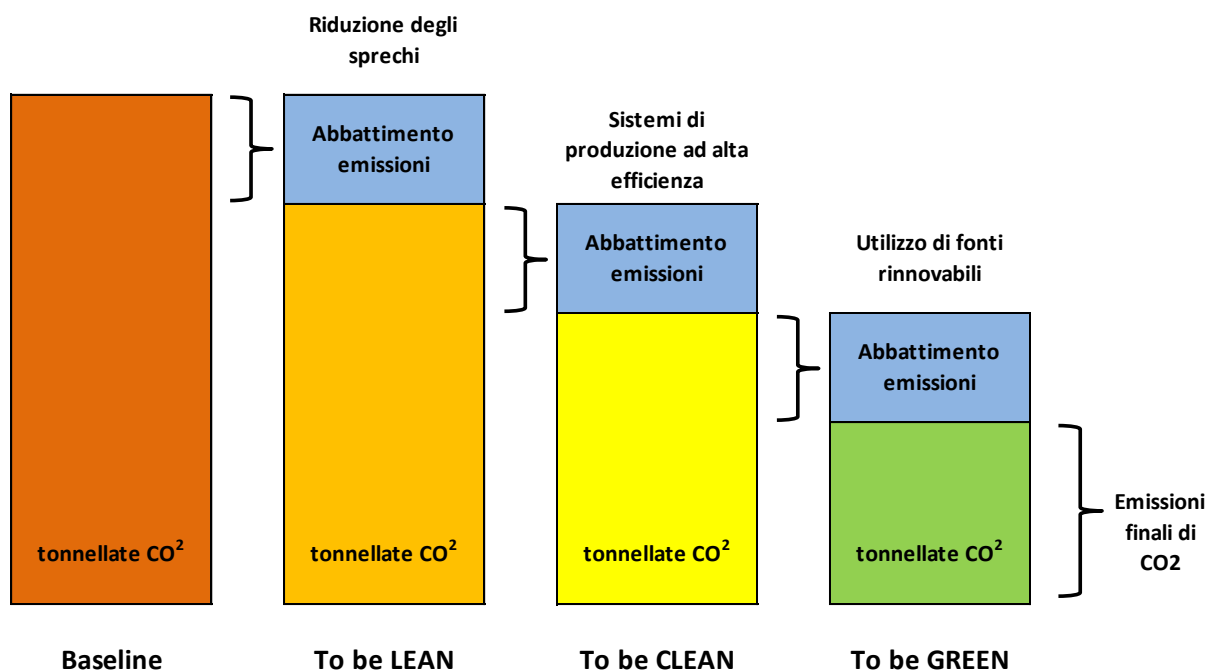 Riduzione degli
sprechi
Abbattimento
emissioni
Sistemi di
produzione ad alta
efficienza
Abbattimento
emissioni
Utilizzo di fonti
rinnovabili
Abbattimento
emissioni
tonnellate CO²
tonnellate CO²
tonnellate CO²
tonnellate CO²
Emissioni
finali di
CO2
Baseline
To be LEAN
To be CLEAN
To be GREEN